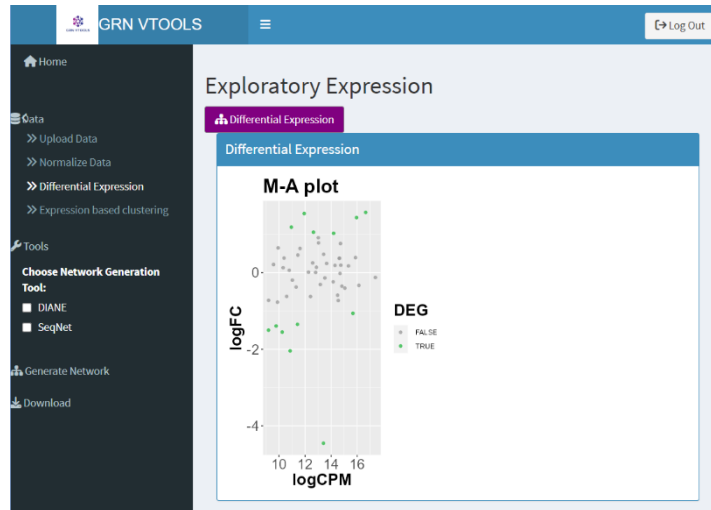 GRN VTOOLS
GRN VTOOLS
Log Out
Home
Data
Upload Data
Normalize Data
Differential Expression
Expression based clustering
Tools
Choose Network Generation
Tool:
DIANE
SeqNet
Generate Network
Download
Exploratory Expression
Differential Expression
Differential Expression
M-A plot
logFC
0
-2
-4
10 12 14 16
logCPM
DEG
FALSE
TRUE